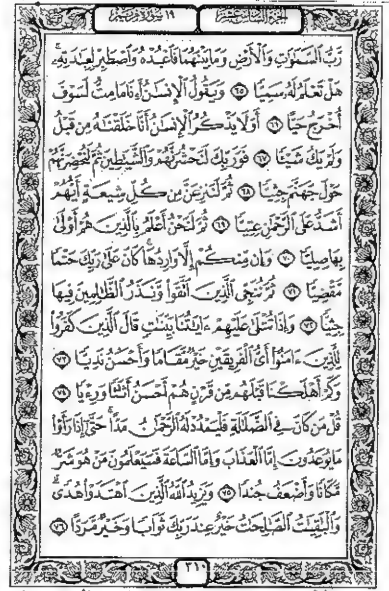 الجزء السادس عشر ١٩ سورة مريم
رَّبُّ السَّمَٰوَٰتِ وَالْأَرْضِ وَمَا بَيْنَهُمَا فَاعْبُدْهُ وَاصْطَبِرْ لِعِبَٰدَتِهِۦ ۚ
هَلْ تَعْلَمُ لَهُۥ سَمِيًّا ۝٦٥ وَيَقُولُ الْإِنسَٰنُ أَءِذَا مَا مِتُّ لَسَوْفَ
أُخْرَجُ حَيًّا ۝٦٦ أَوَلَا يَذْكُرُ الْإِنسَٰنُ أَنَّا خَلَقْنَٰهُ مِن قَبْلُ
وَلَمْ يَكُ شَيْـًٔا ۝٦٧ فَوَرَبِّكَ لَنَحْشُرَنَّهُمْ وَالشَّيَٰطِينَ ثُمَّ لَنُحْضِرَنَّهُمْ
حَوْلَ جَهَنَّمَ جِثِيًّا ۝٦٨ ثُمَّ لَنَنزِعَنَّ مِن كُلِّ شِيعَةٍ أَيُّهُمْ
أَشَدُّ عَلَى الرَّحْمَٰنِ عِتِيًّا ۝٦٩ ثُمَّ لَنَحْنُ أَعْلَمُ بِالَّذِينَ هُمْ أَوْلَىٰ
بِهَا صِلِيًّا ۝٧٠ وَإِن مِّنكُمْ إِلَّا وَارِدُهَا ۚ كَانَ عَلَىٰ رَبِّكَ حَتْمًا
مَّقْضِيًّا ۝٧١ ثُمَّ نُنَجِّي الَّذِينَ اتَّقَوا وَّنَذَرُ الظَّٰلِمِينَ فِيهَا
جِثِيًّا ۝٧٢ وَإِذَا تُتْلَىٰ عَلَيْهِمْ ءَايَٰتُنَا بَيِّنَٰتٍ قَالَ الَّذِينَ كَفَرُوا
لِلَّذِينَ ءَامَنُوا أَيُّ الْفَرِيقَيْنِ خَيْرٌ مَّقَامًا وَأَحْسَنُ نَدِيًّا ۝٧٣
وَكَمْ أَهْلَكْنَا قَبْلَهُم مِّن قَرْنٍ هُمْ أَحْسَنُ أَثَٰثًا وَرِءْيًا ۝٧٤
قُلْ مَن كَانَ فِي الضَّلَٰلَةِ فَلْيَمْدُدْ لَهُ الرَّحْمَٰنُ مَدًّا ۚ حَتَّىٰ إِذَا رَأَوْا
مَا يُوعَدُونَ إِمَّا الْعَذَابَ وَإِمَّا السَّاعَةَ فَسَيَعْلَمُونَ مَنْ هُوَ شَرٌّ
مَّكَانًا وَأَضْعَفُ جُندًا ۝٧٥ وَيَزِيدُ اللَّهُ الَّذِينَ اهْتَدَوْا هُدًى ۗ
وَالْبَٰقِيَٰتُ الصَّٰلِحَٰتُ خَيْرٌ عِندَ رَبِّكَ ثَوَابًا وَخَيْرٌ مَّرَدًّا ۝٧٦
٣١٠